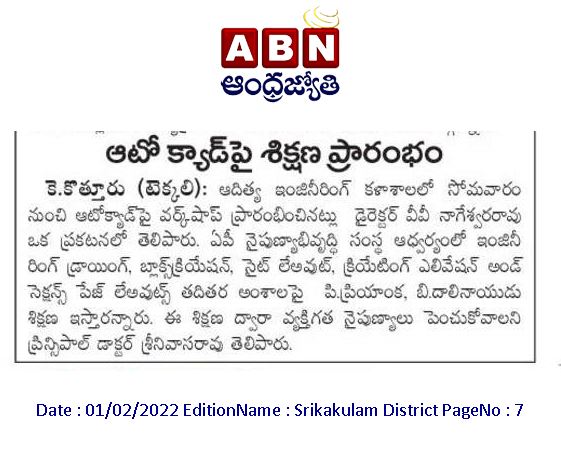 ABN
ఆంధ్రజ్యోతి
ఆటో క్యాడ్‌పై శిక్షణ ప్రారంభం
కె.కొత్తూరు (టెక్కలి): ఆదిత్య ఇంజినీరింగ్ కళాశాలలో సోమవారం
నుంచి ఆటోక్యాడ్‌పై వర్క్‌షాప్ ప్రారంభించినట్లు డైరెక్టర్ వీవీ నాగేశ్వరరావు
ఒక ప్రకటనలో తెలిపారు. ఏపీ నైపుణ్యాభివృద్ధి సంస్థ ఆధ్వర్యంలో ఇంజినీ
రింగ్ డ్రాయింగ్, బ్లాక్స్‌క్రియేషన్, సైట్ లేఅవుట్, క్రియేటింగ్ ఎలివేషన్ అండ్
సెక్షన్స్ పేజ్ లేఅవుట్స్ తదితర అంశాలపై పి.ప్రియాంక, బి.దాలినాయుడు
శిక్షణ ఇస్తారన్నారు. ఈ శిక్షణ ద్వారా వ్యక్తిగత నైపుణ్యాలు పెంచుకోవాలని
ప్రిన్సిపాల్ డాక్టర్ శ్రీనివాసరావు తెలిపారు.
Date : 01/02/2022 EditionName : Srikakulam District PageNo : 7